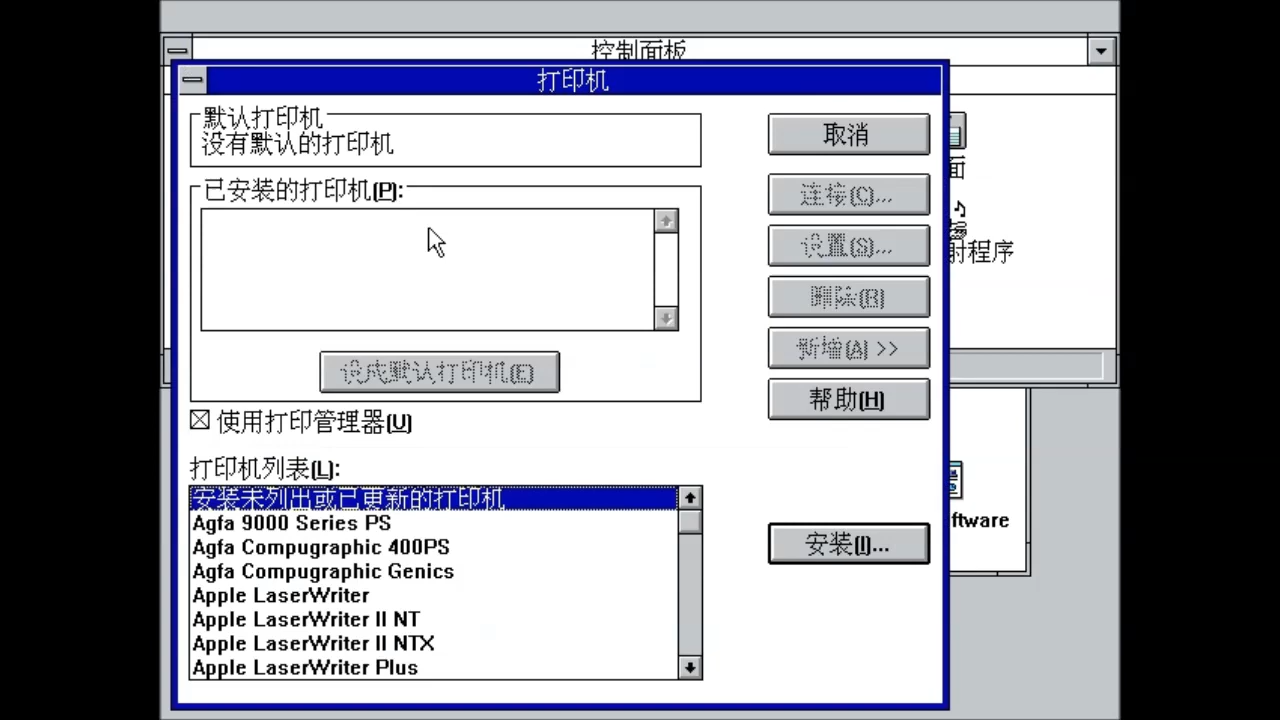 控制面板
打印机
默认打印机
没有默认的打印机
取消
已安装的打印机(P):
连接(C)...
设置(S)...
删除(R)
新增(A) >>
设成默认打印机(E)
帮助(H)
使用打印管理器(U)
打印机列表(L):
安装未列出或已更新的打印机
Agfa 9000 Series PS
Agfa Compugraphic 400PS
Agfa Compugraphic Genics
Apple LaserWriter
Apple LaserWriter II NT
Apple LaserWriter II NTX
Apple LaserWriter Plus
安装(I)...
面
射程序
ftware